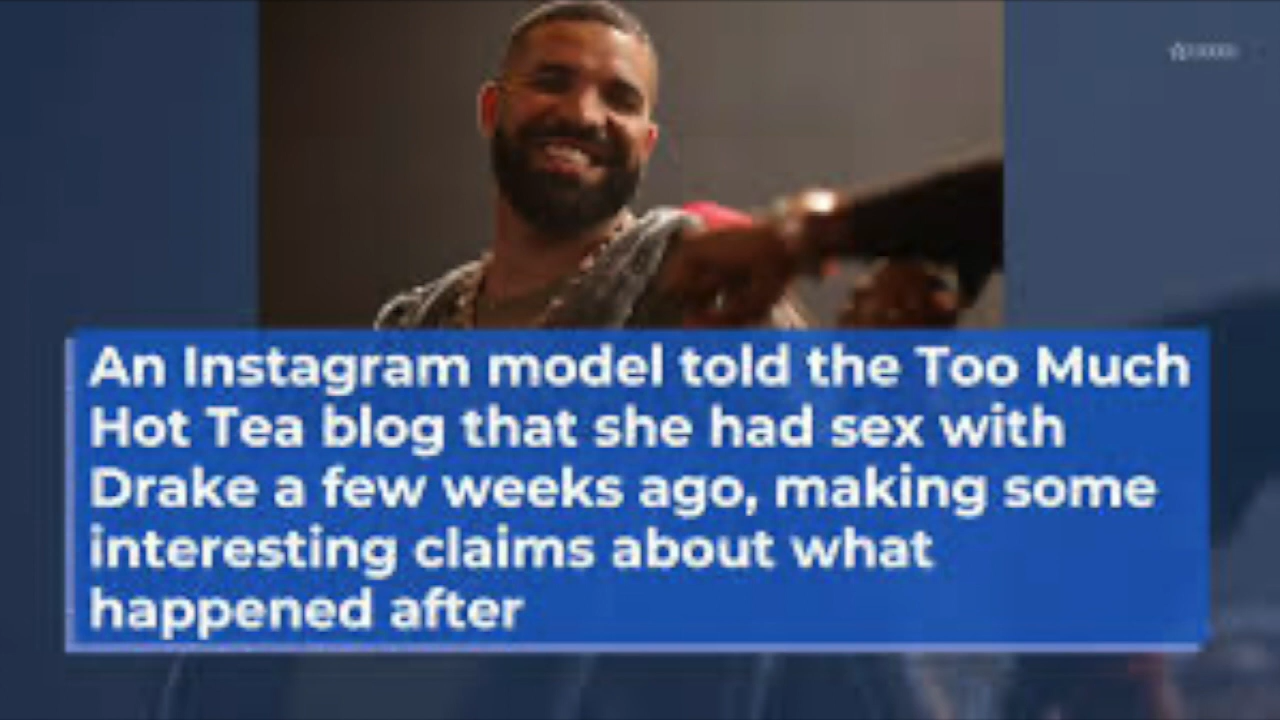 An Instagram model told the Too Much
Hot Tea blog that she had sex with
Drake a few weeks ago, making some
interesting claims about what
happened after